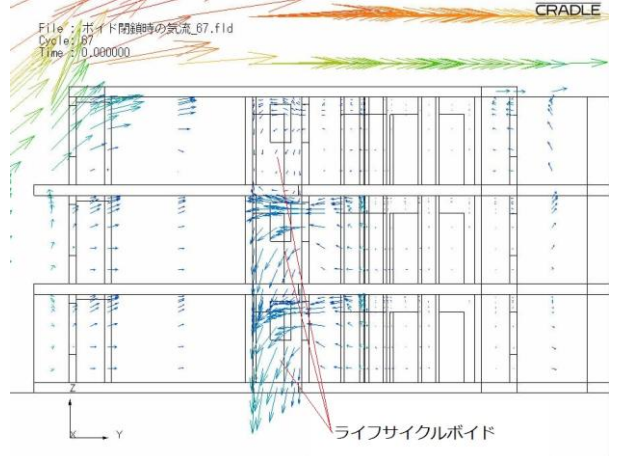 CRADLE
File : ボイド閉鎖時の気流_67.fld
Cycle: 67
Time : 0.000000
Z
X
Y
ライフサイクルボイド